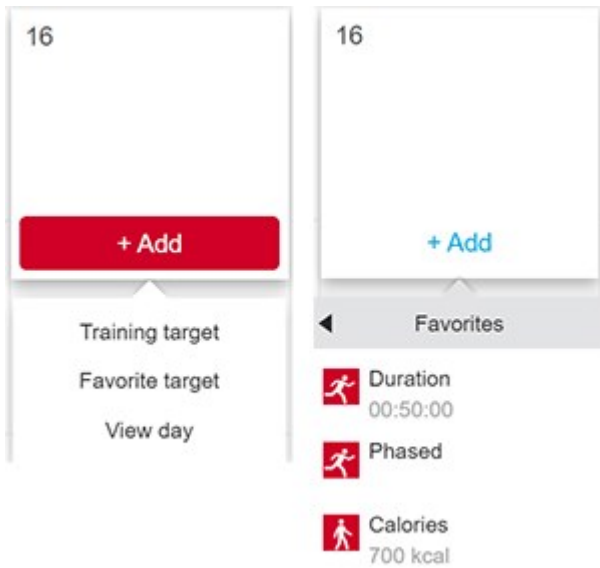 16
+ Add
Training target
Favorite target
View day
16
+ Add
Favorites
Duration
00:50:00
Phased
Calories
700 kcal